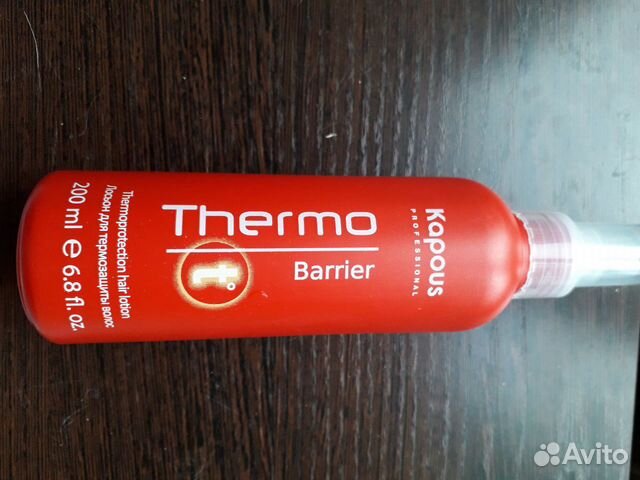 Kapous
PROFESSIONAL
Thermo
Barrier
t°
Thermoprotection hair lotion
Лосьон для термозащиты волос
200 ml ℮ 6.8 fl. oz.
Avito